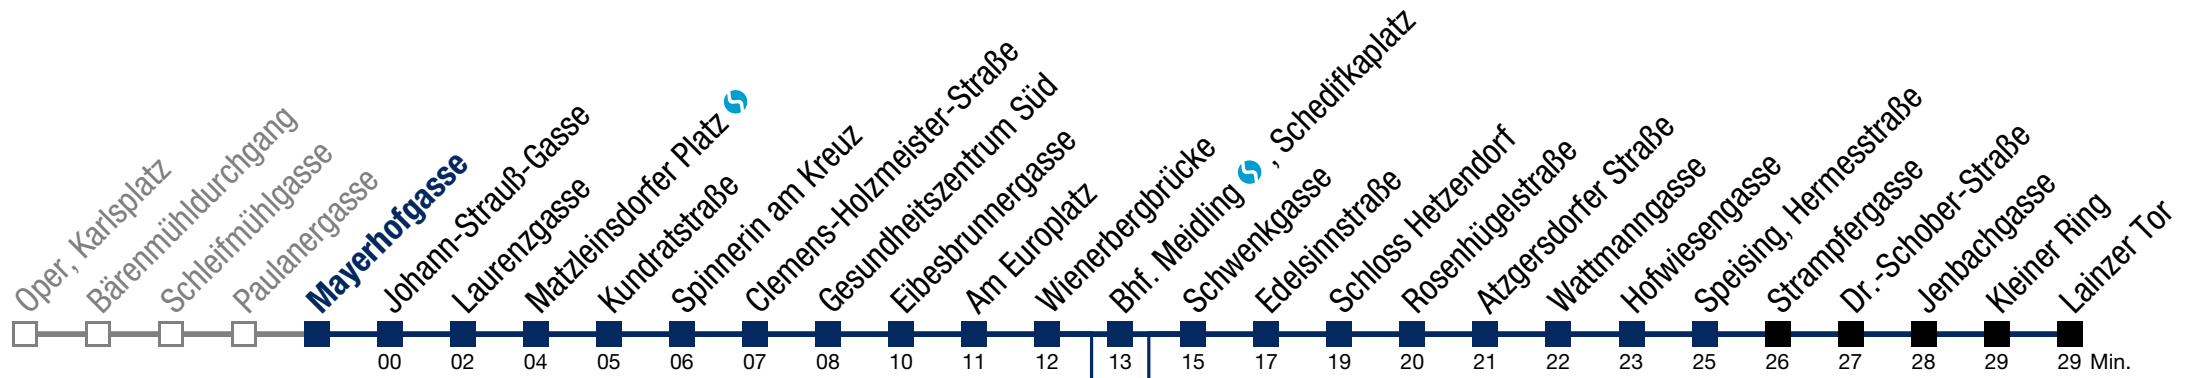 Oper, Karlsplatz
Bärenmühldurchgang
Schleifmühlgasse
Paulanergasse
Mayerhofgasse
Johann-Strauß-Gasse
Laurenzgasse
Matzleinsdorfer Platz
Kundratstraße
Spinnerin am Kreuz
Clemens-Holzmeister-Straße
Gesundheitszentrum Süd
Eibesbrunnergasse
Am Europlatz
Wienerbergbrücke
Bhf. Meidling , Schedifkaplatz
Schwenkgasse
Edelsinnstraße
Schloss Hetzendorf
Rosenhügelstraße
Atzgersdorfer Straße
Wattmanngasse
Hofwiesengasse
Speising, Hermesstraße
Strampfergasse
Dr.-Schober-Straße
Jenbachgasse
Kleiner Ring
Lainzer Tor
00 02 04 05 06 07 08 10 11 12 13 15 17 19 20 21 22 23 25 26 27 28 29 29 Min.